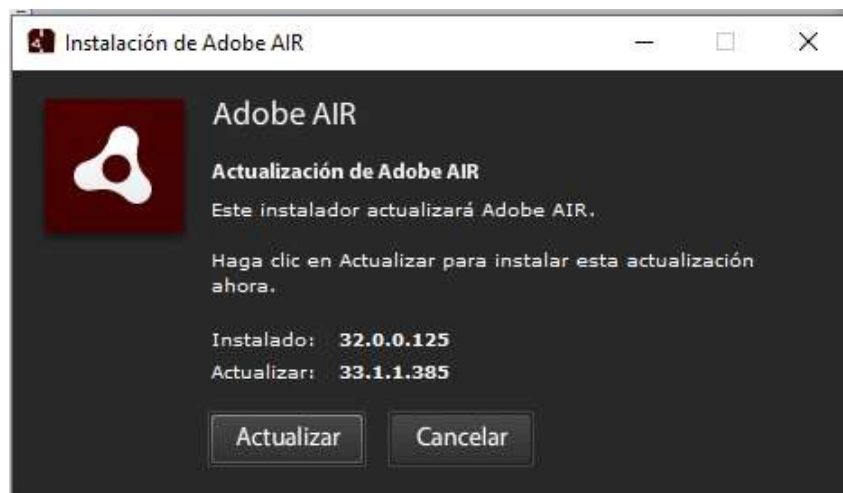 Instalación de Adobe AIR
Adobe AIR
Actualización de Adobe AIR
Este instalador actualizará Adobe AIR.
Haga clic en Actualizar para instalar esta actualización
ahora.
Instalado: 32.0.0.125
Actualizar: 33.1.1.385
Actualizar Cancelar